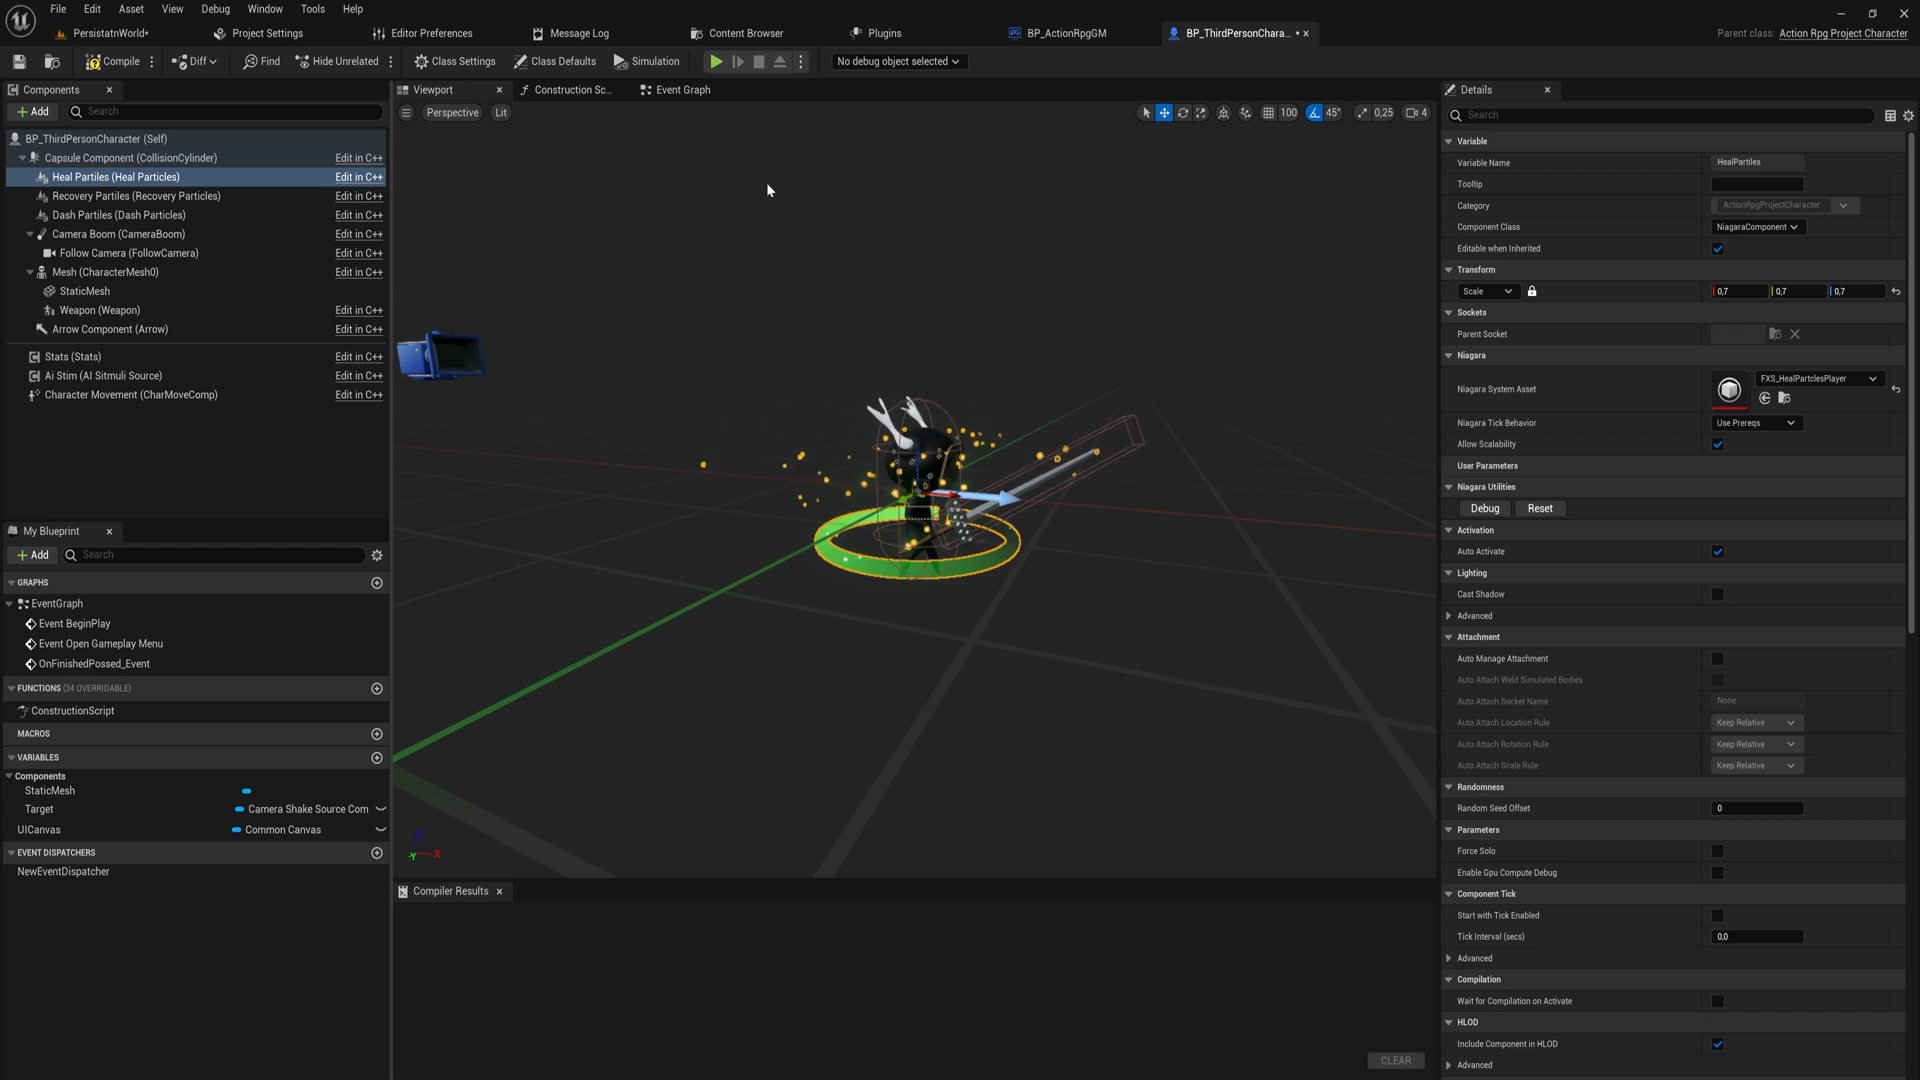 File Edit Asset View Debug Window Tools Help
PersistatnWorld*
Project Settings
Editor Preferences
Message Log
Content Browser
Plugins
BP_ActionRpgGM
BP_ThirdPersonChara...
Parent class: Action Rpg Project Character
Compile
Diff
Find
Hide Unrelated
Class Settings
Class Defaults
Simulation
No debug object selected
Components
Add
Search
BP_ThirdPersonCharacter (Self)
Capsule Component (CollisionCylinder) Edit in C++
Heal Partiles (Heal Particles) Edit in C++
Recovery Partiles (Recovery Particles) Edit in C++
Dash Partiles (Dash Particles) Edit in C++
Camera Boom (CameraBoom) Edit in C++
Follow Camera (FollowCamera) Edit in C++
Mesh (CharacterMesh0) Edit in C++
StaticMesh
Weapon (Weapon) Edit in C++
Arrow Component (Arrow) Edit in C++
Stats (Stats) Edit in C++
Ai Stim (AI Sitmuli Source) Edit in C++
Character Movement (CharMoveComp) Edit in C++
My Blueprint
Add
Search
GRAPHS
EventGraph
Event BeginPlay
Event Open Gameplay Menu
OnFinishedPossed_Event
FUNCTIONS (34 OVERRIDABLE)
ConstructionScript
MACROS
VARIABLES
Components
StaticMesh
Target Camera Shake Source Com
UICanvas Common Canvas
EVENT DISPATCHERS
NewEventDispatcher
Viewport
Construction Sc...
Event Graph
Perspective
Lit
100
45°
0,25
4
Z
Y
X
Compiler Results
CLEAR
Details
Search
Variable
Variable Name HealPartiles
Tooltip
Category ActionRpgProjectCharacter
Component Class NiagaraComponent
Editable when Inherited
Transform
Scale 0,7 0,7 0,7
Sockets
Parent Socket
Niagara
Niagara System Asset FXS_HealPartclesPlayer
Niagara Tick Behavior Use Prereqs
Allow Scalability
User Parameters
Niagara Utilities
Debug Reset
Activation
Auto Activate
Lighting
Cast Shadow
Advanced
Attachment
Auto Manage Attachment
Auto Attach Weld Simulated Bodies
Auto Attach Socket Name None
Auto Attach Location Rule Keep Relative
Auto Attach Rotation Rule Keep Relative
Auto Attach Scale Rule Keep Relative
Randomness
Random Seed Offset 0
Parameters
Force Solo
Enable Gpu Compute Debug
Component Tick
Start with Tick Enabled
Tick Interval (secs) 0,0
Advanced
Compilation
Wait for Compilation on Activate
HLOD
Include Component in HLOD
Advanced